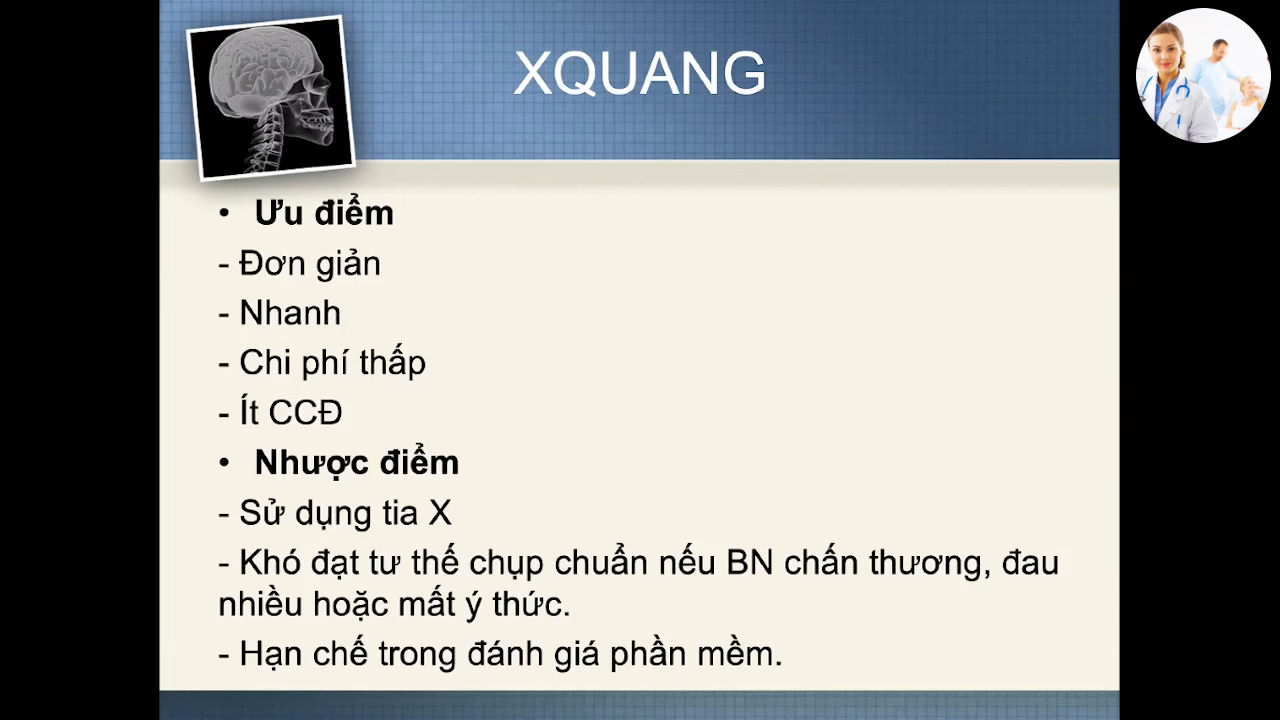 XQUANG
• Ưu điểm
- Đơn giản
- Nhanh
- Chi phí thấp
- Ít CCĐ
• Nhược điểm
- Sử dụng tia X
- Khó đạt tư thế chụp chuẩn nếu BN chấn thương, đau
nhiều hoặc mất ý thức.
- Hạn chế trong đánh giá phần mềm.